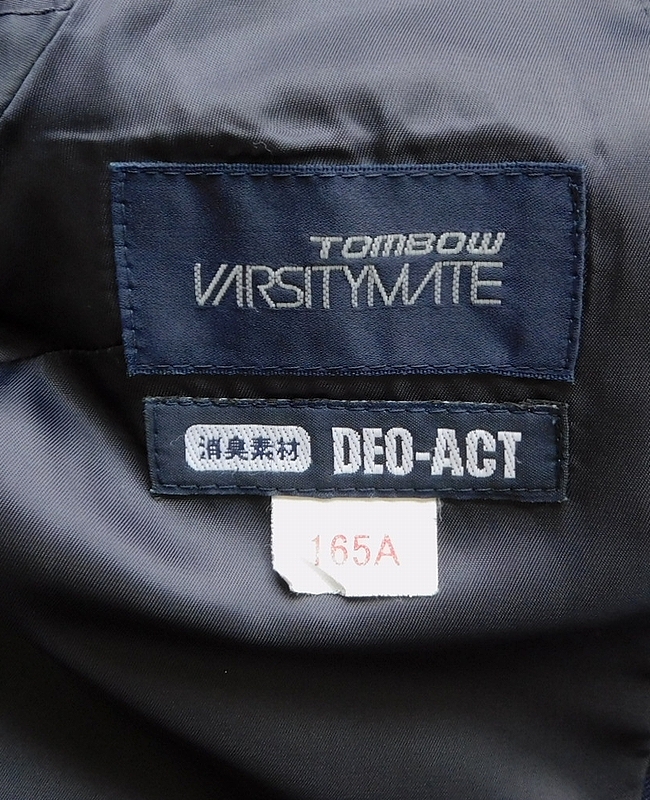 TOMBOW
VARSITYMATE
消臭素材 DEO-ACT
165A